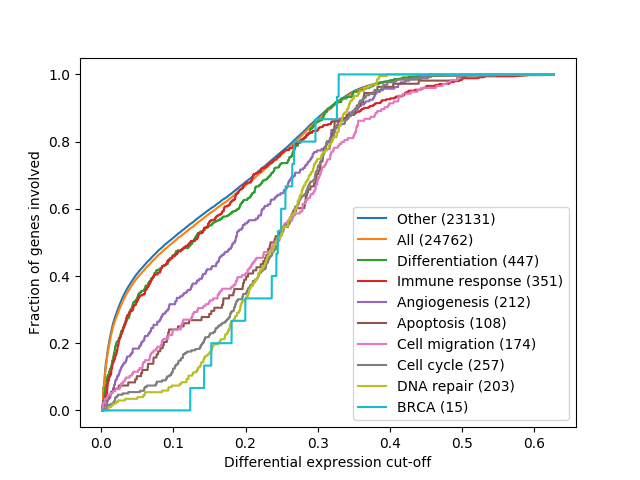 1.0
0.8
0.6
0.4
0.2
0.0
Fraction of genes involved
Other (23131)
All (24762)
Differentiation (447)
Immune response (351)
Angiogenesis (212)
Apoptosis (108)
Cell migration (174)
Cell cycle (257)
DNA repair (203)
BRCA (15)
0.0 0.1 0.2 0.3 0.4 0.5 0.6
Differential expression cut-off